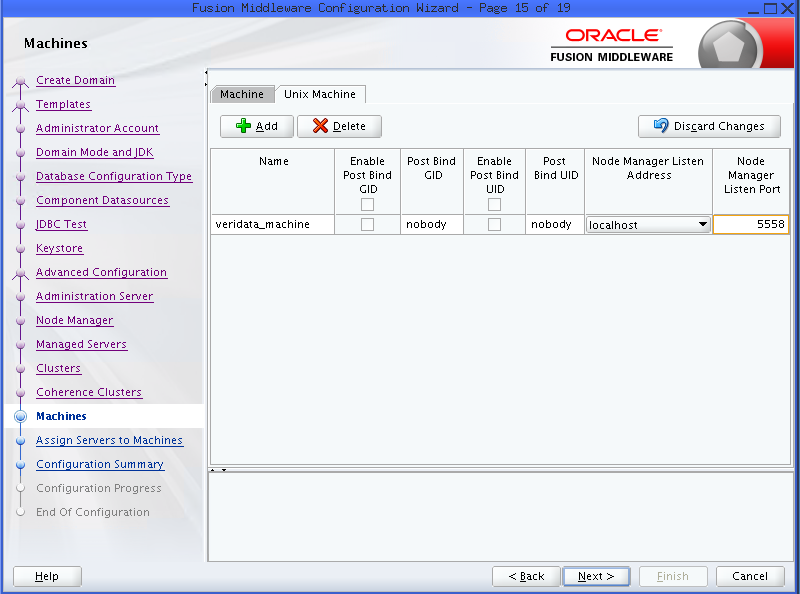 Fusion Middleware Configuration Wizard - Page 15 of 19
Machines
ORACLE
FUSION MIDDLEWARE
Create Domain
Templates
Administrator Account
Domain Mode and JDK
Database Configuration Type
Component Datasources
JDBC Test
Keystore
Advanced Configuration
Administration Server
Node Manager
Managed Servers
Clusters
Coherence Clusters
Machines
Assign Servers to Machines
Configuration Summary
Configuration Progress
End Of Configuration
Machine Unix Machine
Add Delete Discard Changes
Name
Enable
Post Bind
GID
Post Bind
GID
Enable
Post Bind
UID
Post
Bind UID
Node Manager Listen
Address
Node
Manager
Listen Port
veridata_machine nobody nobody localhost 5558
Help < Back Next > Finish Cancel